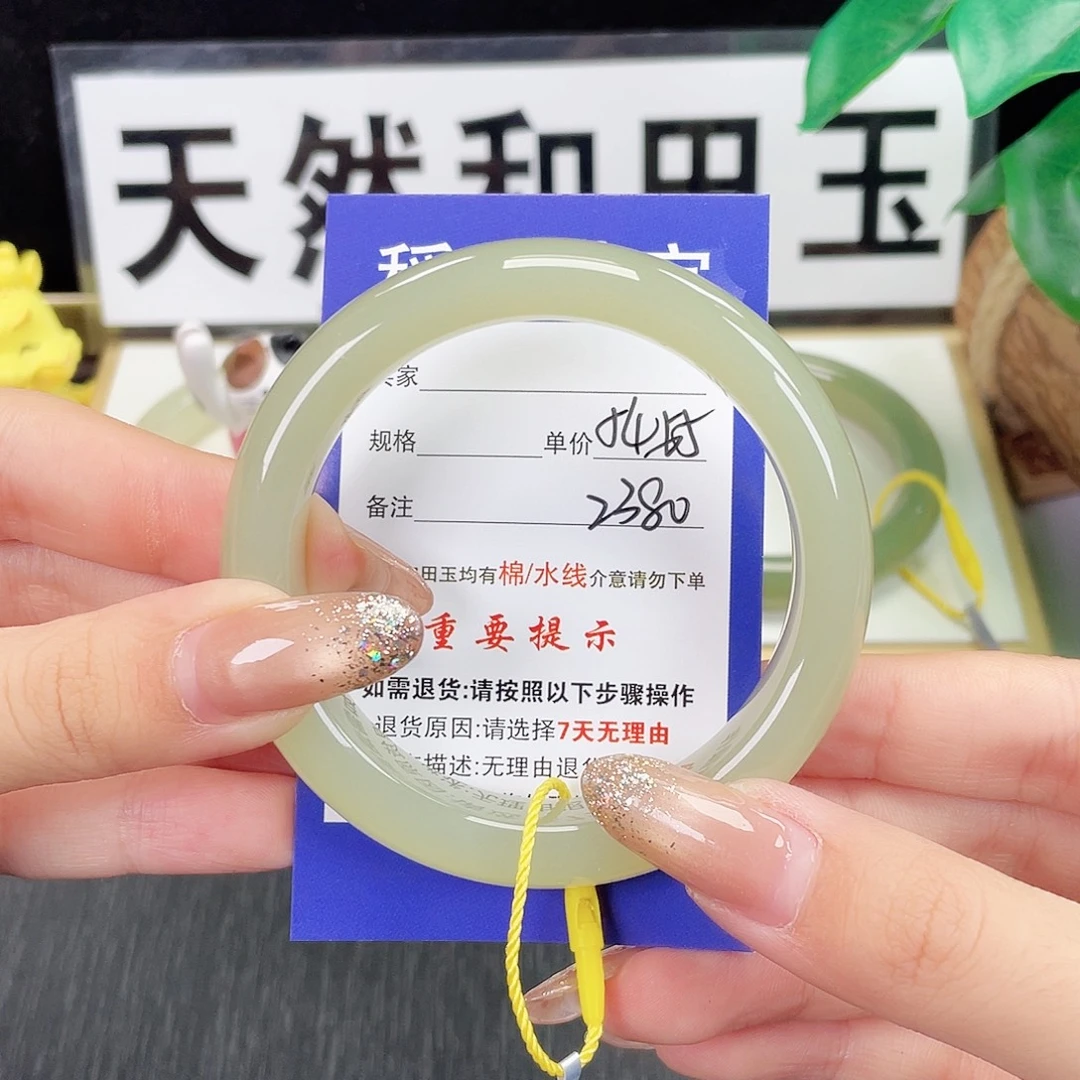 天然和田玉
家
规格 单价
备注 2380
田玉均有棉/水线介意请勿下单
重要提示
如需退货:请按照以下步骤操作
退货原因:请选择7天无理由
描述:无理由退货